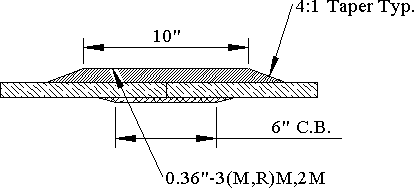 4:1 Taper Typ.
10"
6" C.B.
0.36"-3(M,R)M,2M